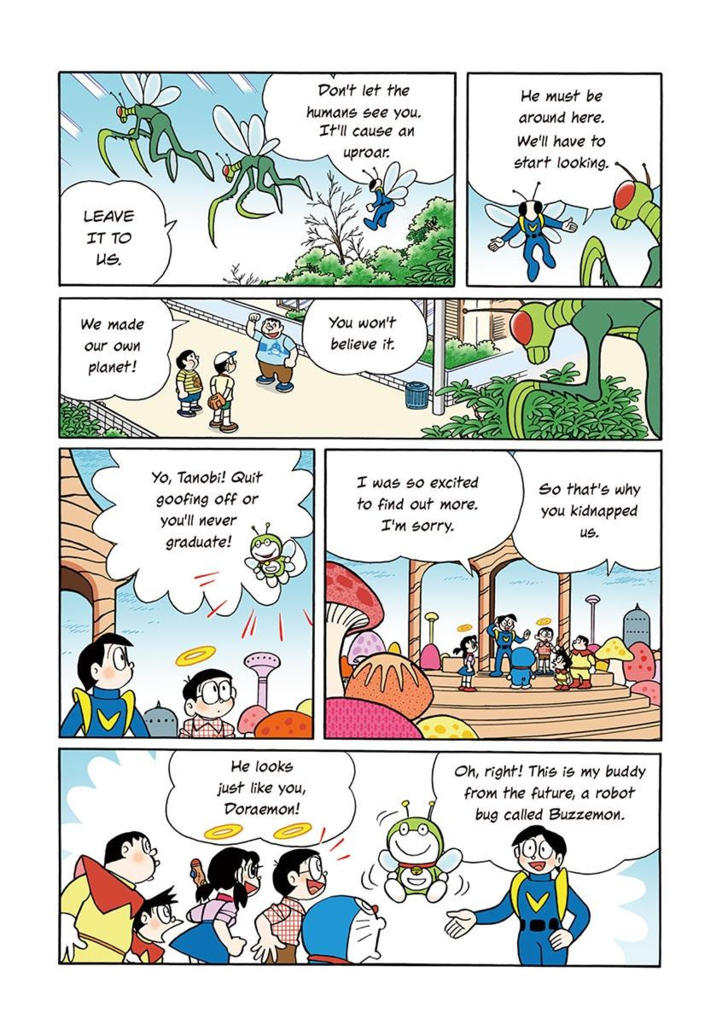 Don't let the
humans see you.
It'll cause an
uproar.
LEAVE
IT TO
US.
He must be
around here.
We'll have to
start looking.
We made
our own
planet!
You won't
believe it.
Yo, Tanobi! Quit
goofing off or
you'll never
graduate!
I was so excited
to find out more.
I'm sorry.
So that's why
you kidnapped
us.
He looks
just like you,
Doraemon!
Oh, right! This is my buddy
from the future, a robot
bug called Buzzemon.